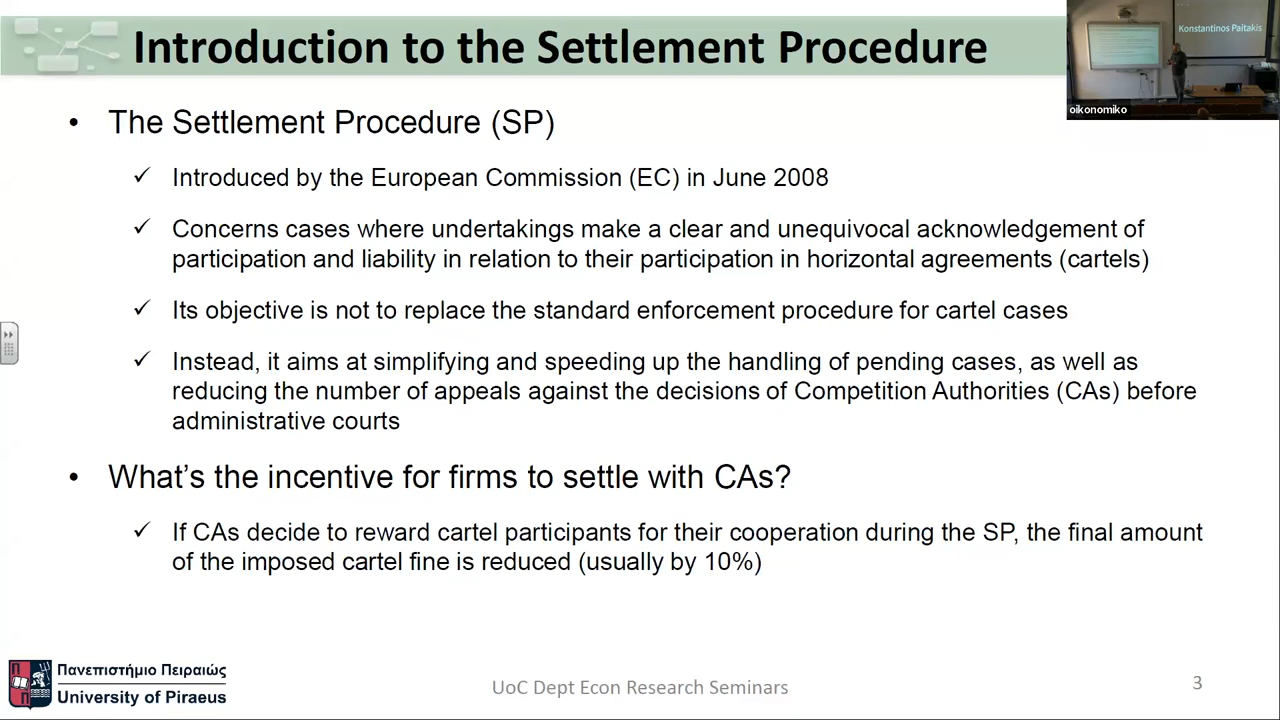 Introduction to the Settlement Procedure
Konstantinos Paitakis
oikonomiko
• The Settlement Procedure (SP)
✓ Introduced by the European Commission (EC) in June 2008
✓ Concerns cases where undertakings make a clear and unequivocal acknowledgement of
participation and liability in relation to their participation in horizontal agreements (cartels)
✓ Its objective is not to replace the standard enforcement procedure for cartel cases
✓ Instead, it aims at simplifying and speeding up the handling of pending cases, as well as
reducing the number of appeals against the decisions of Competition Authorities (CAs) before
administrative courts
• What’s the incentive for firms to settle with CAs?
✓ If CAs decide to reward cartel participants for their cooperation during the SP, the final amount
of the imposed cartel fine is reduced (usually by 10%)
Πανεπιστήμιο Πειραιώς
University of Piraeus
UoC Dept Econ Research Seminars
3